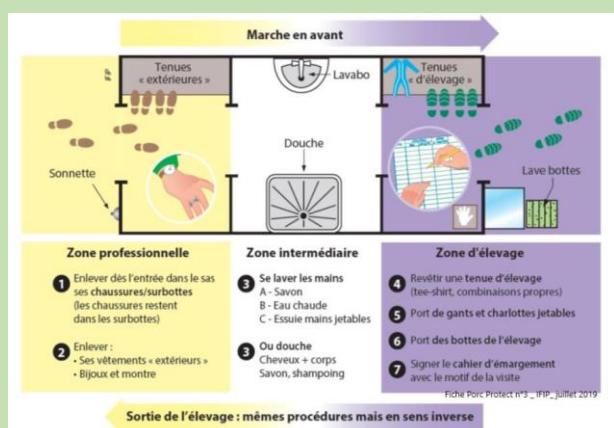 Marche en avant
Tenues
« extérieures »
Lavabo
Tenues
« d'élevage »
Douche
Sonnette
Lave bottes
Zone professionnelle
1 Enlever dès l'entrée dans le sas
ses chaussures/surbottes
(les chaussures restent
dans les surbottes)
2 Enlever :
• Ses vêtements « extérieurs »
• Bijoux et montre
Zone intermédiaire
3 Se laver les mains
A - Savon
B - Eau chaude
C - Essuie mains jetables
3 Ou douche
Cheveux + corps
Savon, shampoing
Zone d'élevage
4 Revêtir une tenue d'élevage
(tee-shirt, combinaisons propres)
5 Port de gants et charlottes jetables
6 Port des bottes de l'élevage
7 Signer le cahier d'émargement
avec le motif de la visite
Fiche Porc Protect n°3 _ IFIP_ juillet 2019
Sortie de l'élevage : mêmes procédures mais en sens inverse